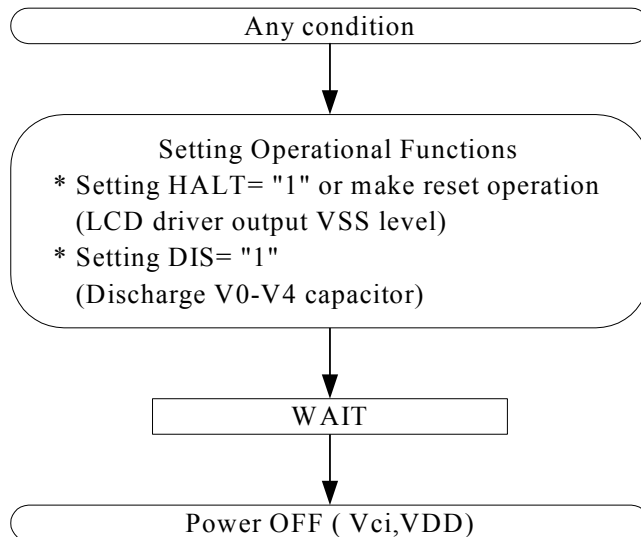 Any condition
Setting Operational Functions
* Setting HALT= "1" or make reset operation
(LCD driver output VSS level)
* Setting DIS= "1"
(Discharge V0-V4 capacitor)
WAIT
Power OFF ( Vci,VDD)